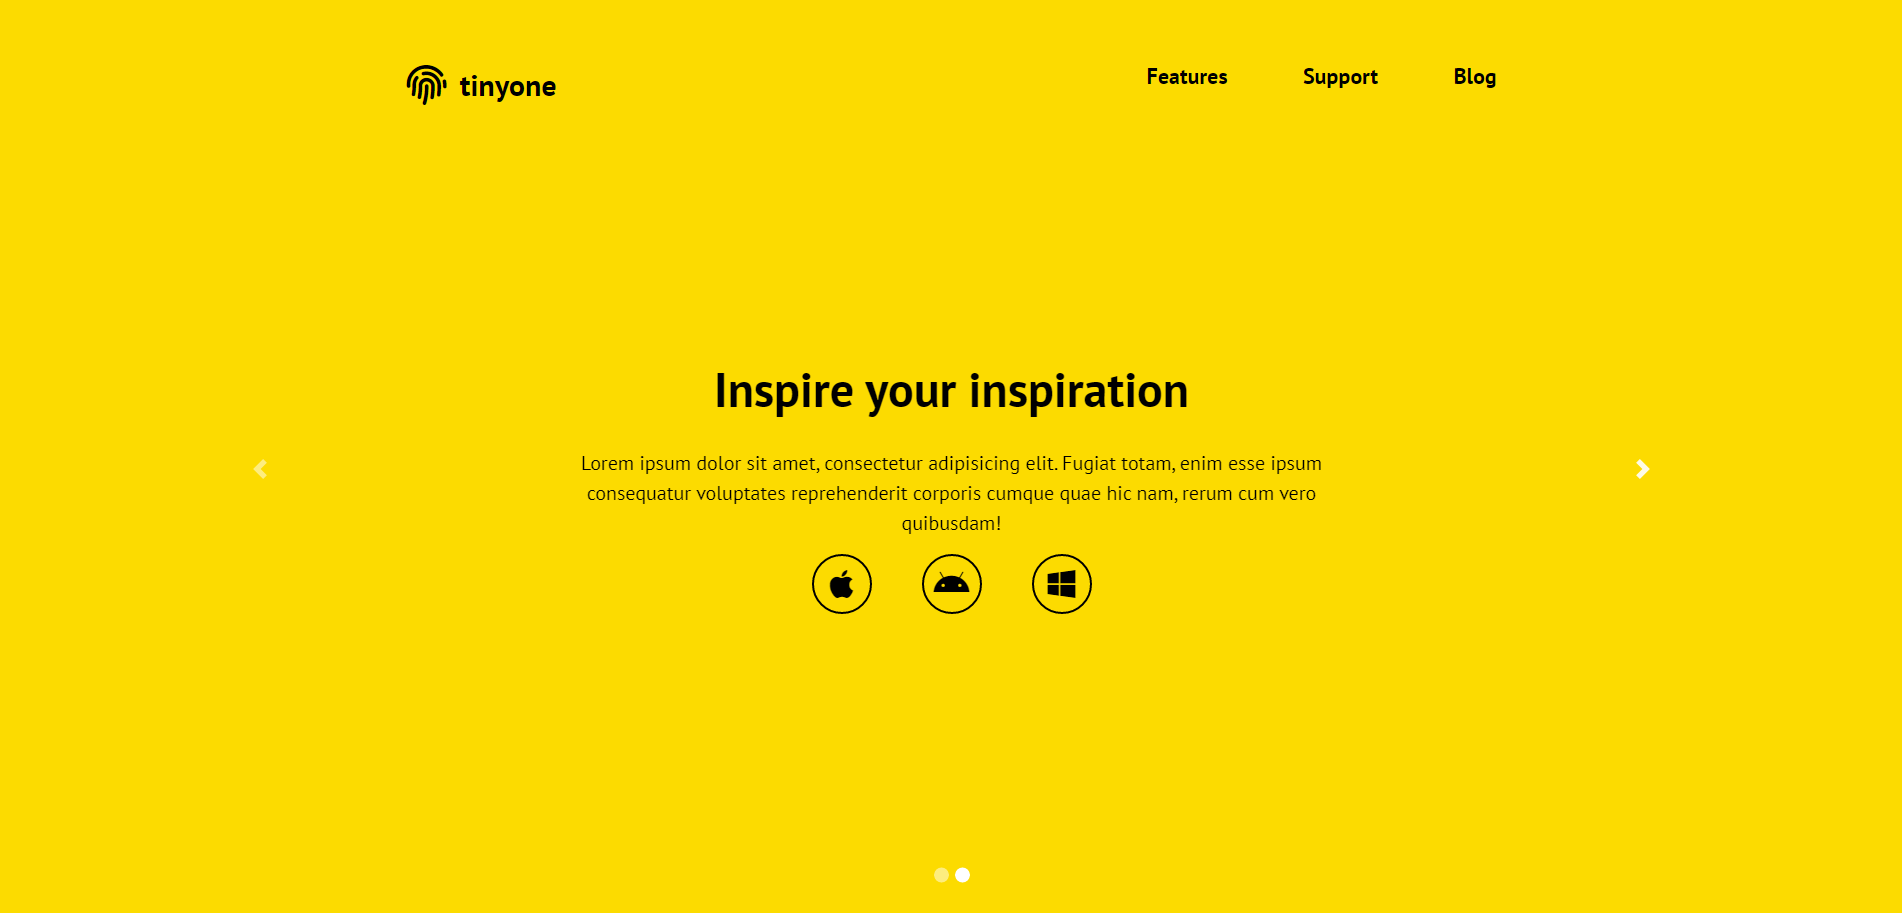 tinyone
Features
Support
Blog
Inspire your inspiration
Lorem ipsum dolor sit amet, consectetur adipisicing elit. Fugiat totam, enim esse ipsum
consequatur voluptates reprehenderit corporis cumque quae hic nam, rerum cum vero
quibusdam!